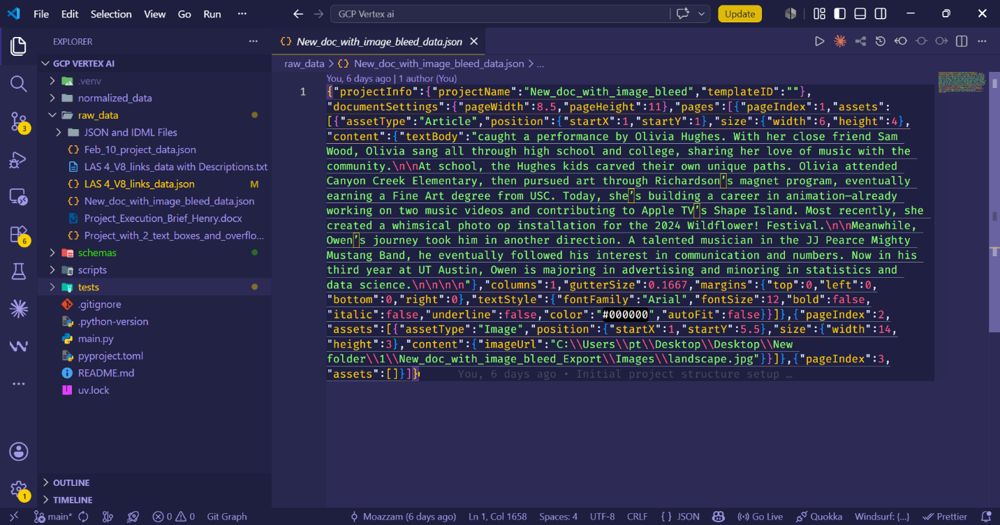 File Edit Selection View Go Run ···
GCP Vertex ai
Update
EXPLORER
GCP VERTEX AI
.venv
normalized_data
raw_data
JSON and IDML Files
Feb_10_project_data.json
LAS 4_V8_links_data with Descriptions.txt
LAS 4_V8_links_data.json M
New_doc_with_image_bleed_data.json
Project_Execution_Brief_Henry.docx
Project_with_2_text_boxes_and_overflo...
schemas
scripts
tests
.gitignore
.python-version
main.py
pyproject.toml
README.md
uv.lock
OUTLINE
TIMELINE
3
6
1
{} New_doc_with_image_bleed_data.json
raw_data > {} New_doc_with_image_bleed_data.json > ...
You, 6 days ago | 1 author (You)
1
{"projectInfo":{"projectName":"New_doc_with_image_bleed","templateID":""},
"documentSettings":{"pageWidth":8.5,"pageHeight":11},"pages":[{"pageIndex":1,"assets":
[{"assetType":"Article","position":{"startX":1,"startY":1},"size":{"width":6,"height":4},
"content":{"textBody":"caught a performance by Olivia Hughes. With her close friend Sam
Wood, Olivia sang all through high school and college, sharing her love of music with the
community.\n\nAt school, the Hughes kids carved their own unique paths. Olivia attended
Canyon Creek Elementary, then pursued art through Richardson’s magnet program, eventually
earning a Fine Art degree from USC. Today, she’s building a career in animation—already
working on two music videos and contributing to Apple TV’s Shape Island. Most recently, she
created a whimsical photo op installation for the 2024 Wildflower! Festival.\n\nMeanwhile,
Owen’s journey took him in another direction. A talented musician in the JJ Pearce Mighty
Mustang Band, he eventually followed his interest in communication and numbers. Now in his
third year at UT Austin, Owen is majoring in advertising and minoring in statistics and
data science.\n\n\n\n"},"columns":1,"gutterSize":0.1667,"margins":{"top":0,"left":0,
"bottom":0,"right":0},"textStyle":{"fontFamily":"Arial","fontSize":12,"bold":false,
"italic":false,"underline":false,"color":"#000000","autoFit":false}}]},{"pageIndex":2,
"assets":[{"assetType":"Image","position":{"startX":1,"startY":5.5},"size":{"width":14,
"height":3},"content":{"imageUrl":"C:\\Users\\pt\\Desktop\\Desktop\\New
folder\\1\\New_doc_with_image_bleed_Export\\Images\\landscape.jpg"}}]},{"pageIndex":3,
"assets":[]}]} You, 6 days ago • Initial project structure setup …
main* 0 0 Git Graph Moazzam (6 days ago) Ln 1, Col 1658 Spaces: 4 UTF-8 CRLF {} JSON Go Live Quokka Windsurf: {...} Prettier